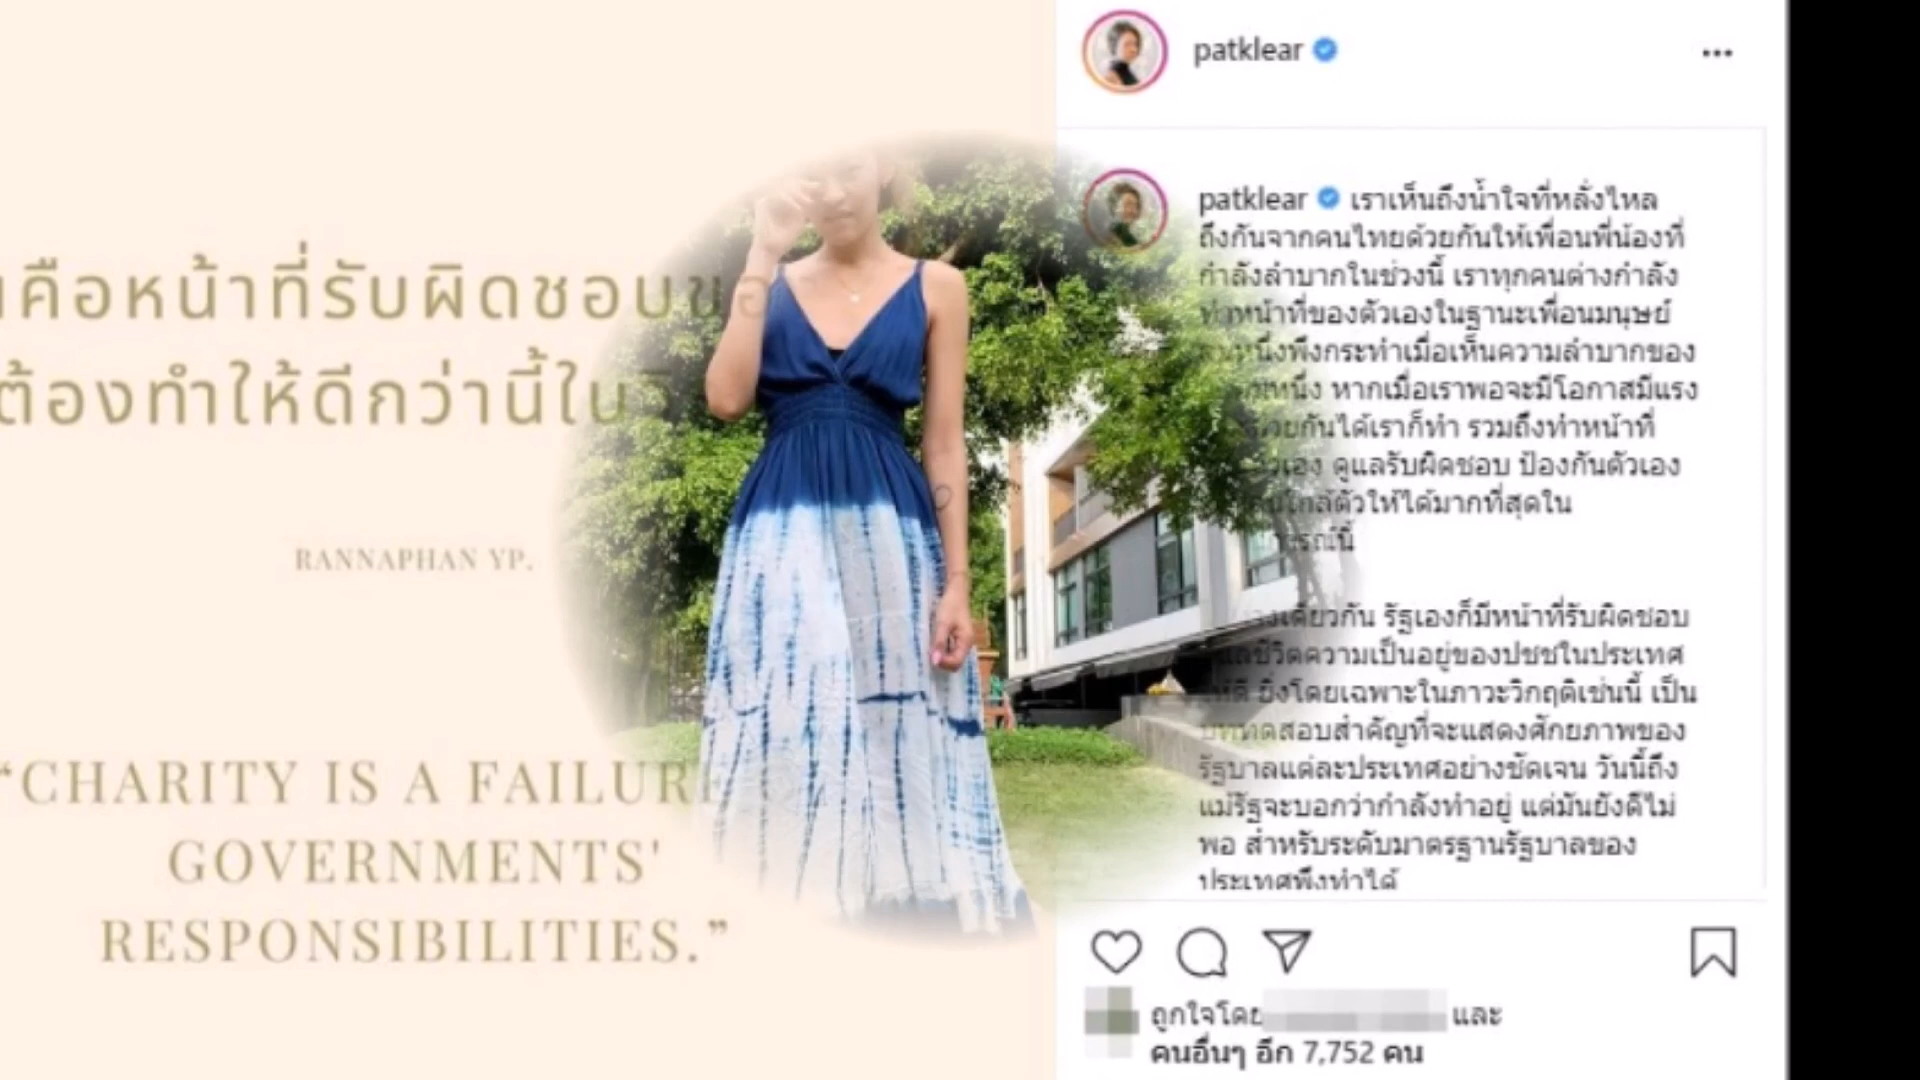 คือหน้าที่รับผิดชอบ
ต้องทำให้ดีกว่านี้ใน
RANNAPHAN YP.
“CHARITY IS A FAILURE
GOVERNMENTS'
RESPONSIBILITIES.”
patklear
patklear เราเห็นถึงน้ำใจที่หลั่งไหล
ถึงกันจากคนไทยด้วยกันให้เพื่อนพี่น้องที่
กำลังลำบากในช่วงนี้ เราทุกคนต่างกำลัง
ทำหน้าที่ของตัวเองในฐานะเพื่อนมนุษย์
คนหนึ่งพึงกระทำเมื่อเห็นความลำบากของ
หนึ่ง หากเมื่อเราพอจะมีโอกาสมีแรง
ช่วยกันได้เราก็ทำ รวมถึงทำหน้าที่
ตัวเอง ดูแลรับผิดชอบ ป้องกันตัวเอง
คนใกล้ตัวให้ได้มากที่สุดใน
การณ์นี้
เดียวกัน รัฐเองก็มีหน้าที่รับผิดชอบ
ชีวิตความเป็นอยู่ของปชชในประเทศ
ให้ดี ยิ่งโดยเฉพาะในภาวะวิกฤติเช่นนี้ เป็น
บททดสอบสำคัญที่จะแสดงศักยภาพของ
รัฐบาลแต่ละประเทศอย่างชัดเจน วันนี้ถึง
แม้รัฐจะบอกว่ากำลังทำอยู่ แต่มันยังดีไม่
พอ สำหรับระดับมาตรฐานรัฐบาลของ
ประเทศพึงทำได้
ถูกใจโดย และ
คนอื่นๆ อีก 7,752 คน